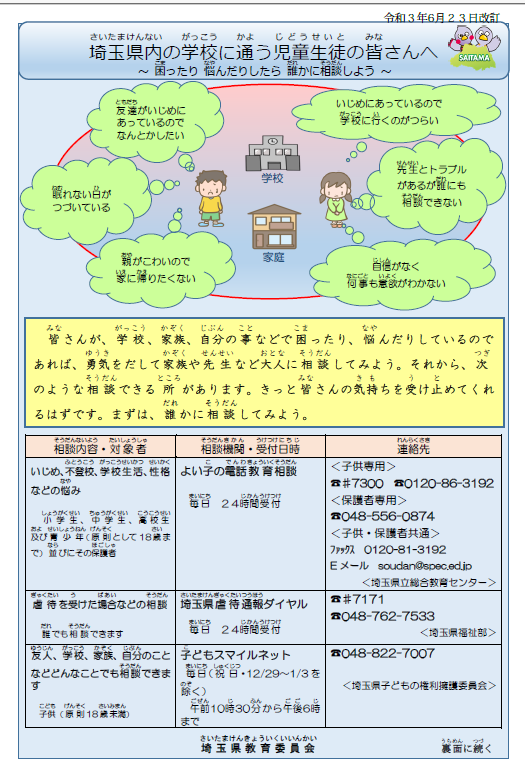 令和３年6月２３日改訂
埼玉県内の学校に通う児童生徒の皆さんへ
～ 困ったり 悩んだりしたら 誰かに相談しよう ～
SAITAMA
友達がいじめに
あっているので
なんとかしたい
いじめにあっているので
学校に行くのがつらい
学校
先生とトラブル
があるが誰にも
相談できない
眠れない日が
つづいている
家庭
親がこわいので
家に帰りたくない
自信がなく
何事も意欲がわかない
皆さんが、学校、家族、自分の事などで困ったり、悩んだりしているので
あれば、勇気をだして家族や先生など大人に相談してみよう。それから、次
のような相談できる所があります。きっと皆さんの気持ちを受け止めてくれ
るはずです。まずは、誰かに相談してみよう。
相談内容・対象者
相談機関・受付日時
連絡先
いじめ、不登校、学校生活、性格
などの悩み
小学生、中学生、高校生
及び青少年（原則として18歳ま
で）並びにその保護者
よい子の電話教育相談
毎日 ２４時間受付
＜子供専用＞
☎＃7300 ☎0120-86-3192
＜保護者専用＞
☎048-556-0874
＜子供・保護者共通＞
ﾌｧｯｸｽ 0120-81-3192
Ｅメール soudan@spec.ed.jp
＜埼玉県立総合教育センター＞
虐待を受けた場合などの相談
誰でも相談できます
埼玉県虐待通報ダイヤル
毎日 ２４時間受付
☎＃7171
☎048-762-7533
＜埼玉県福祉部＞
友人、学校、家族、自分のこと
などどんなことでも相談できま
す
子供（原則18歳未満）
子どもスマイルネット
毎日（祝日・12/29～1/3を
除く）
午前10時30分から午後6時
まで
☎048-822-7007
＜埼玉県子どもの権利擁護委員会＞
埼玉県教育委員会
裏面に続く